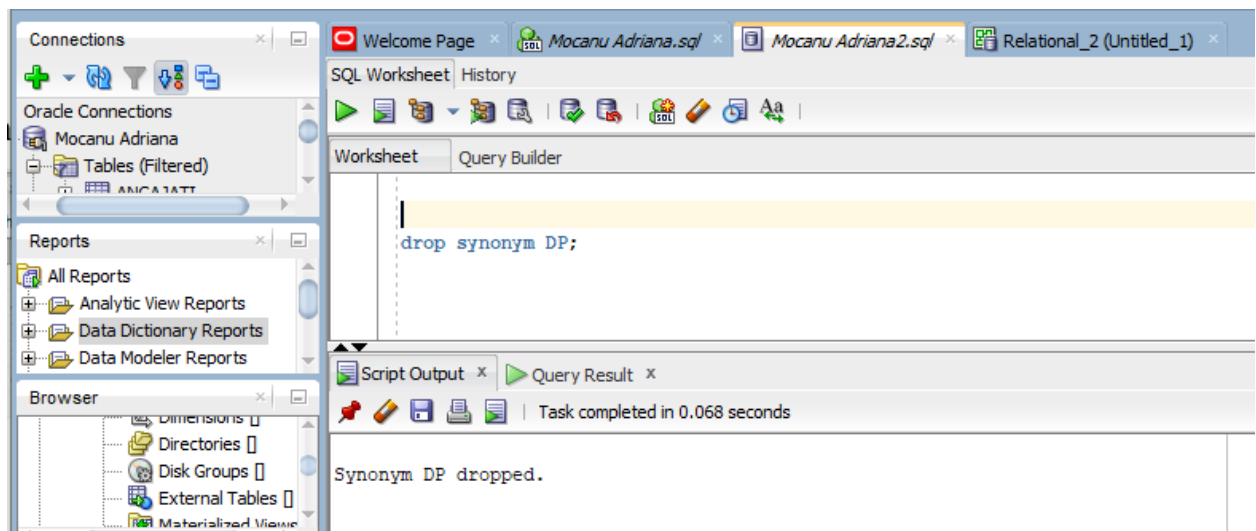 Connections
Oracle Connections
Mocanu Adriana
Tables (Filtered)
Reports
All Reports
Analytic View Reports
Data Dictionary Reports
Data Modeler Reports
Browser
Dimensions []
Directories []
Disk Groups []
External Tables []
Materialized Views
Welcome Page
Mocanu Adriana.sql
Mocanu Adriana2.sql
Relational_2 (Untitled_1)
SQL Worksheet History
Worksheet Query Builder
drop synonym DP;
Script Output x Query Result x
Task completed in 0.068 seconds
Synonym DP dropped.